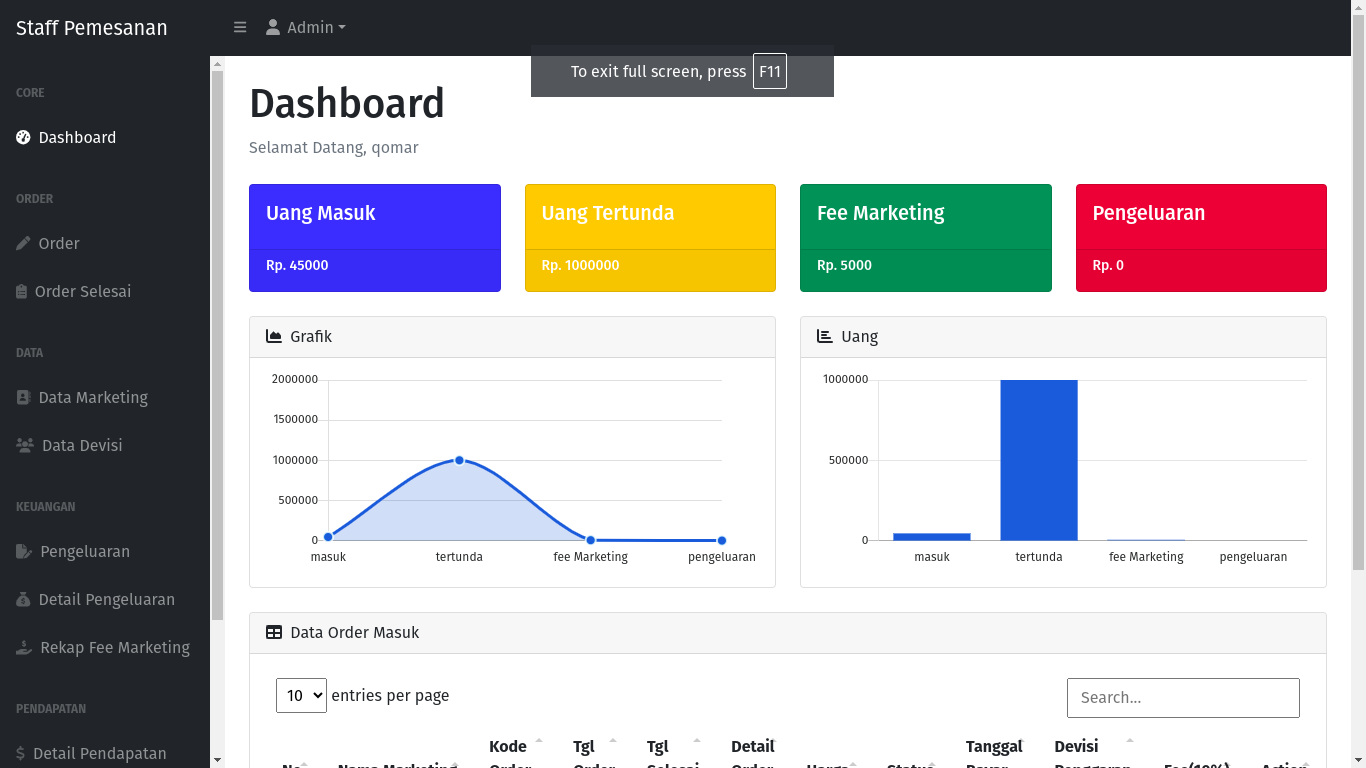 Staff Pemesanan
Admin
To exit full screen, press F11
CORE
Dashboard
ORDER
Order
Order Selesai
DATA
Data Marketing
Data Devisi
KEUANGAN
Pengeluaran
Detail Pengeluaran
Rekap Fee Marketing
PENDAPATAN
Detail Pendapatan
Dashboard
Selamat Datang, qomar
Uang Masuk
Rp. 45000
Uang Tertunda
Rp. 1000000
Fee Marketing
Rp. 5000
Pengeluaran
Rp. 0
Grafik
2000000
1500000
1000000
500000
0
masuk tertunda fee Marketing pengeluaran
Uang
1000000
500000
0
masuk tertunda fee Marketing pengeluaran
Data Order Masuk
10 entries per page
Search...
Kode Tgl Tgl Detail Tanggal Devisi
No Nama Marketing Order Order Selesai Order Harga Status Bayar Penggaran Fee(10%) Action